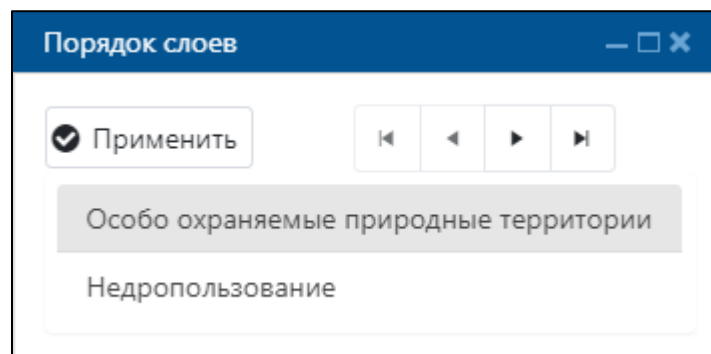 Порядок слоев
Применить
Особо охраняемые природные территории
Недропользование